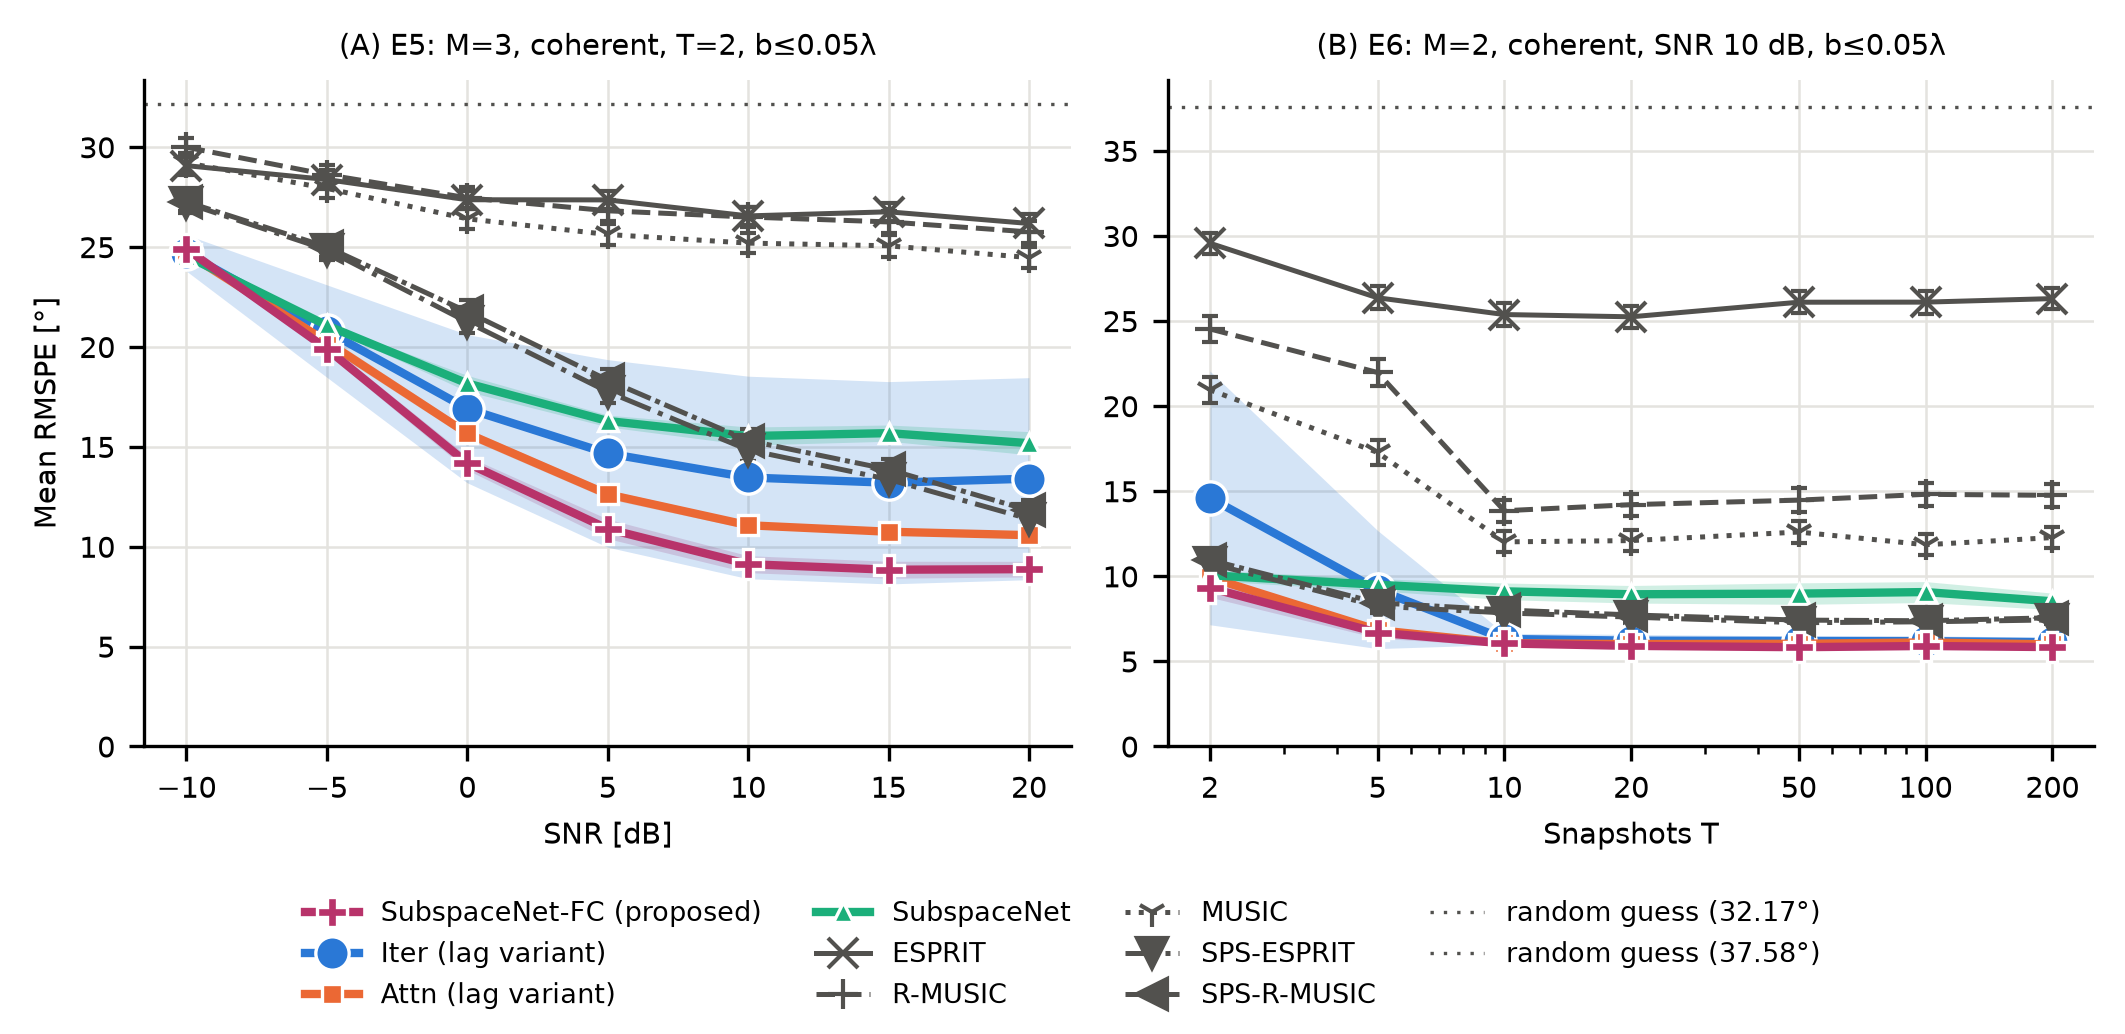 (A) E5: M=3, coherent, T=2, b≤0.05λ
(B) E6: M=2, coherent, SNR 10 dB, b≤0.05λ
Mean RMSPE [°]
30
25
20
15
10
5
0
−10
−5
0
5
10
15
20
SNR [dB]
35
30
25
20
15
10
5
0
2
5
10
20
50
100
200
Snapshots T
SubspaceNet-FC (proposed)
Iter (lag variant)
Attn (lag variant)
SubspaceNet
ESPRIT
R-MUSIC
MUSIC
SPS-ESPRIT
SPS-R-MUSIC
random guess (32.17°)
random guess (37.58°)